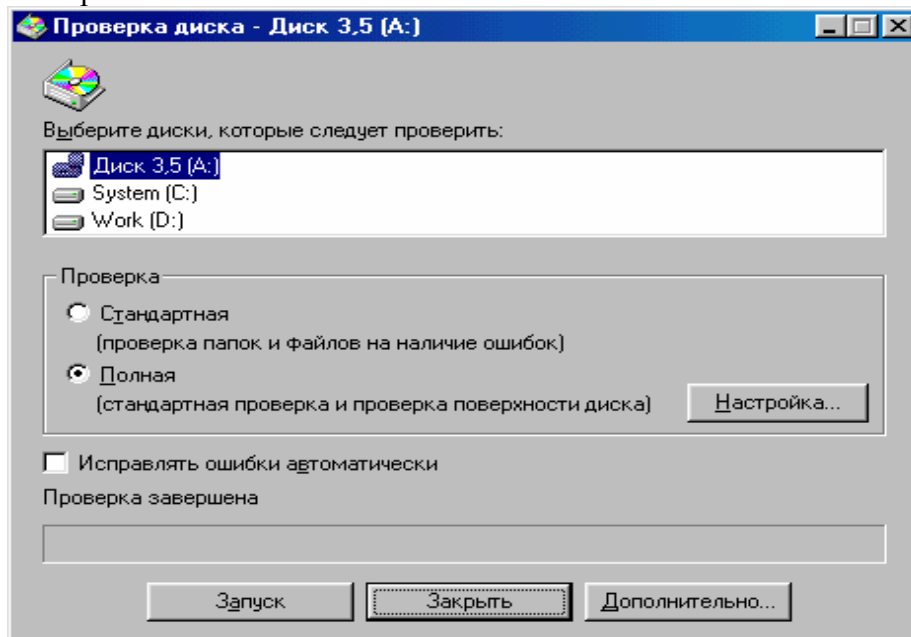 Проверка диска - Диск 3,5 (A:)
Выберите диски, которые следует проверить:
Диск 3,5 (A:)
System (C:)
Work (D:)
Проверка
Стандартная
(проверка папок и файлов на наличие ошибок)
Полная
(стандартная проверка и проверка поверхности диска)
Настройка...
Исправлять ошибки автоматически
Проверка завершена
Запуск
Закрыть
Дополнительно...